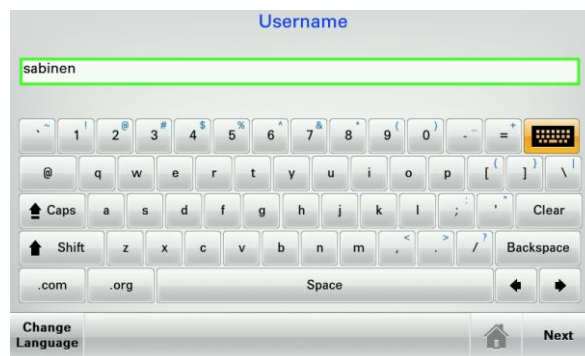 Username
sabinen
` ~ 1 ! 2 @ 3 # 4 $ 5 % 6 ^ 7 & 8 * 9 ( 0 ) - _ = +
@ q w e r t y u i o p [ { ] } \ |
Caps a s d f g h j k l ; : ' " Clear
Shift z x c v b n m , < . > / ? Backspace
.com .org Space
Change
Language Next